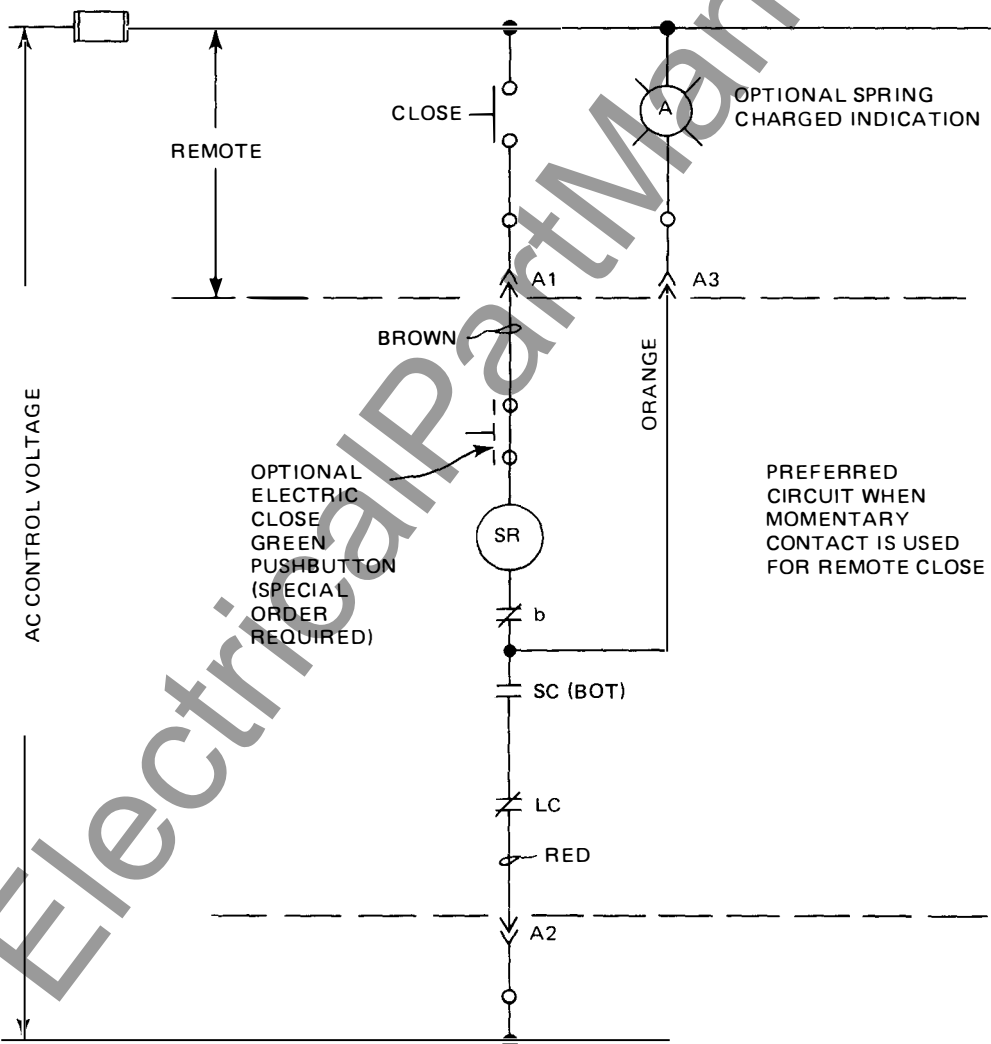 CLOSE
A
OPTIONAL SPRING
CHARGED INDICATION
REMOTE
A1
A3
BROWN
ORANGE
AC CONTROL VOLTAGE
OPTIONAL
ELECTRIC
CLOSE
GREEN
PUSHBUTTON
(SPECIAL
ORDER
REQUIRED)
SR
PREFERRED
CIRCUIT WHEN
MOMENTARY
CONTACT IS USED
FOR REMOTE CLOSE
b
SC (BOT)
LC
RED
A2
ElectricalPartMan